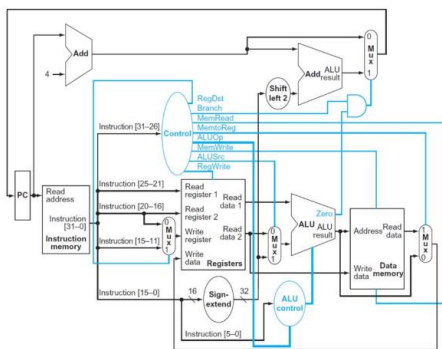 Add
4
Add
ALU
result
0
Mux
1
Shift
left 2
RegDst
Branch
MemRead
MemtoReg
ALUOp
MemWrite
ALUSrc
RegWrite
Control
Instruction [31–26]
Instruction [25–21]
Instruction [20–16]
Instruction [15–11]
Instruction [15–0]
Instruction [5–0]
PC
Read
address
Instruction
[31–0]
Instruction
memory
0
Mux
1
Read
register 1
Read
register 2
Write
register
Write
data
Read
data 1
Read
data 2
Registers
0
Mux
1
Zero
ALU
ALU
result
Address
Read
data
Write
data
Data
memory
1
Mux
0
16
Sign-
extend
32
ALU
control